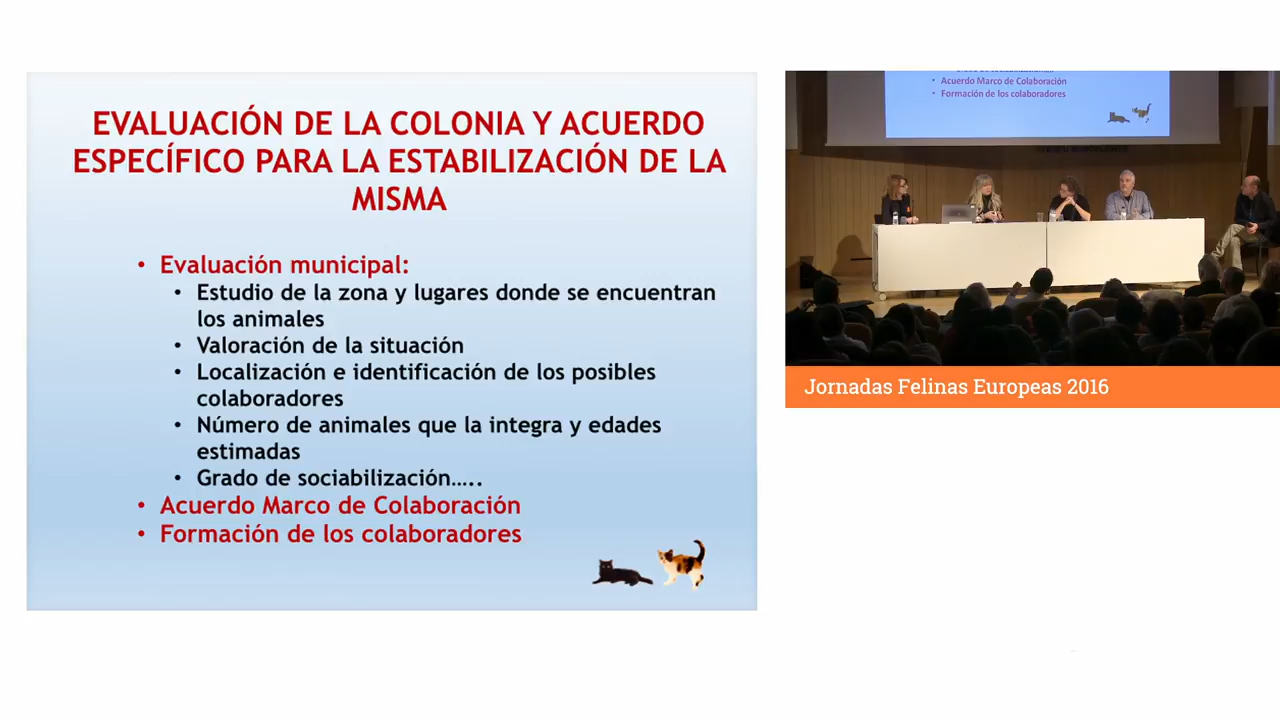 EVALUACIÓN DE LA COLONIA Y ACUERDO
ESPECÍFICO PARA LA ESTABILIZACIÓN DE LA
MISMA
• Evaluación municipal:
• Estudio de la zona y lugares donde se encuentran
los animales
• Valoración de la situación
• Localización e identificación de los posibles
colaboradores
• Número de animales que la integra y edades
estimadas
• Grado de sociabilización…..
• Acuerdo Marco de Colaboración
• Formación de los colaboradores
• Acuerdo Marco de Colaboración
• Formación de los colaboradores
Jornadas Felinas Europeas 2016